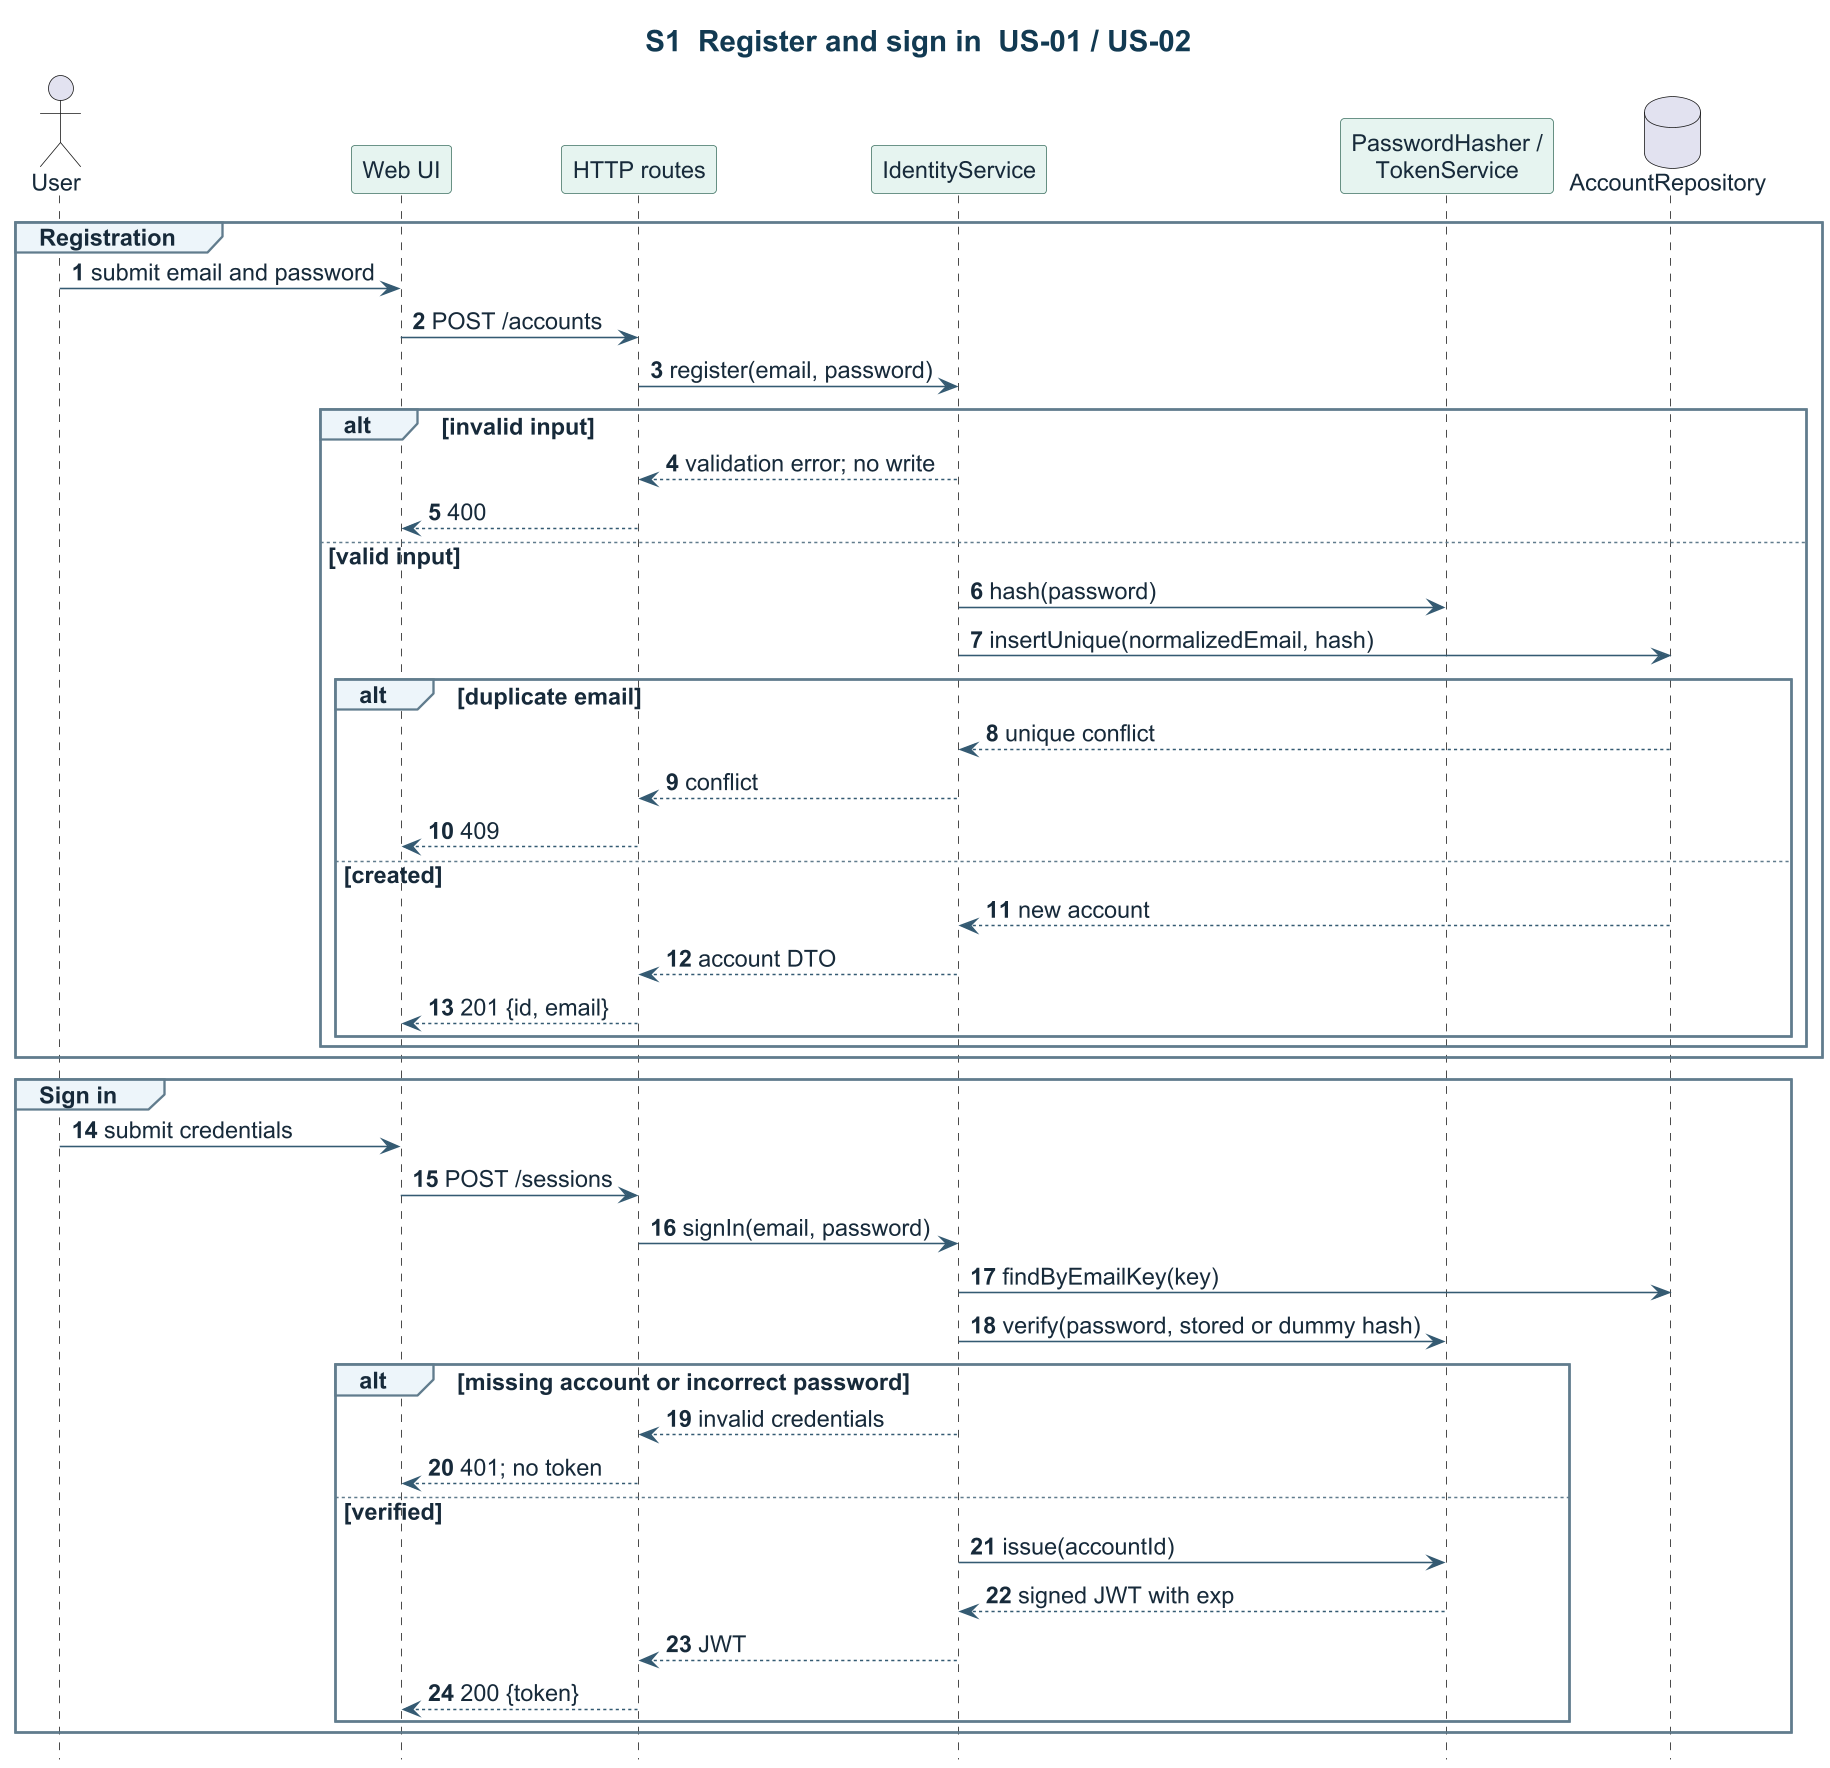 S1  Register and sign in  US-01 / US-02
User
Web UI
HTTP routes
IdentityService
PasswordHasher /
TokenService
AccountRepository
Registration
1 submit email and password
2 POST /accounts
3 register(email, password)
alt
[invalid input]
4 validation error; no write
5 400
[valid input]
6 hash(password)
7 insertUnique(normalizedEmail, hash)
alt
[duplicate email]
8 unique conflict
9 conflict
10 409
[created]
11 new account
12 account DTO
13 201 {id, email}
Sign in
14 submit credentials
15 POST /sessions
16 signIn(email, password)
17 findByEmailKey(key)
18 verify(password, stored or dummy hash)
alt
[missing account or incorrect password]
19 invalid credentials
20 401; no token
[verified]
21 issue(accountId)
22 signed JWT with exp
23 JWT
24 200 {token}